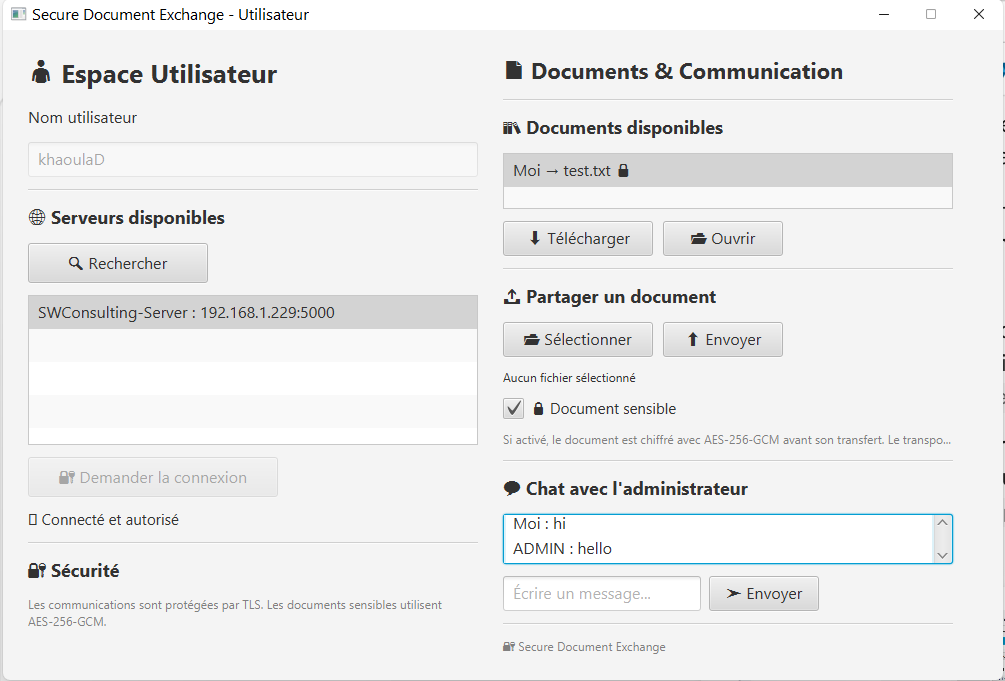 Secure Document Exchange - Utilisateur
Espace Utilisateur
Nom utilisateur
khaoulaD
Serveurs disponibles
Rechercher
SWConsulting-Server : 192.168.1.229:5000
Demander la connexion
Connecté et autorisé
Sécurité
Les communications sont protégées par TLS. Les documents sensibles utilisent
AES-256-GCM.
Documents & Communication
Documents disponibles
Moi → test.txt
Télécharger
Ouvrir
Partager un document
Sélectionner
Envoyer
Aucun fichier sélectionné
Document sensible
Si activé, le document est chiffré avec AES-256-GCM avant son transfert. Le transpo...
Chat avec l'administrateur
Moi : hi
ADMIN : hello
Écrire un message...
Envoyer
Secure Document Exchange